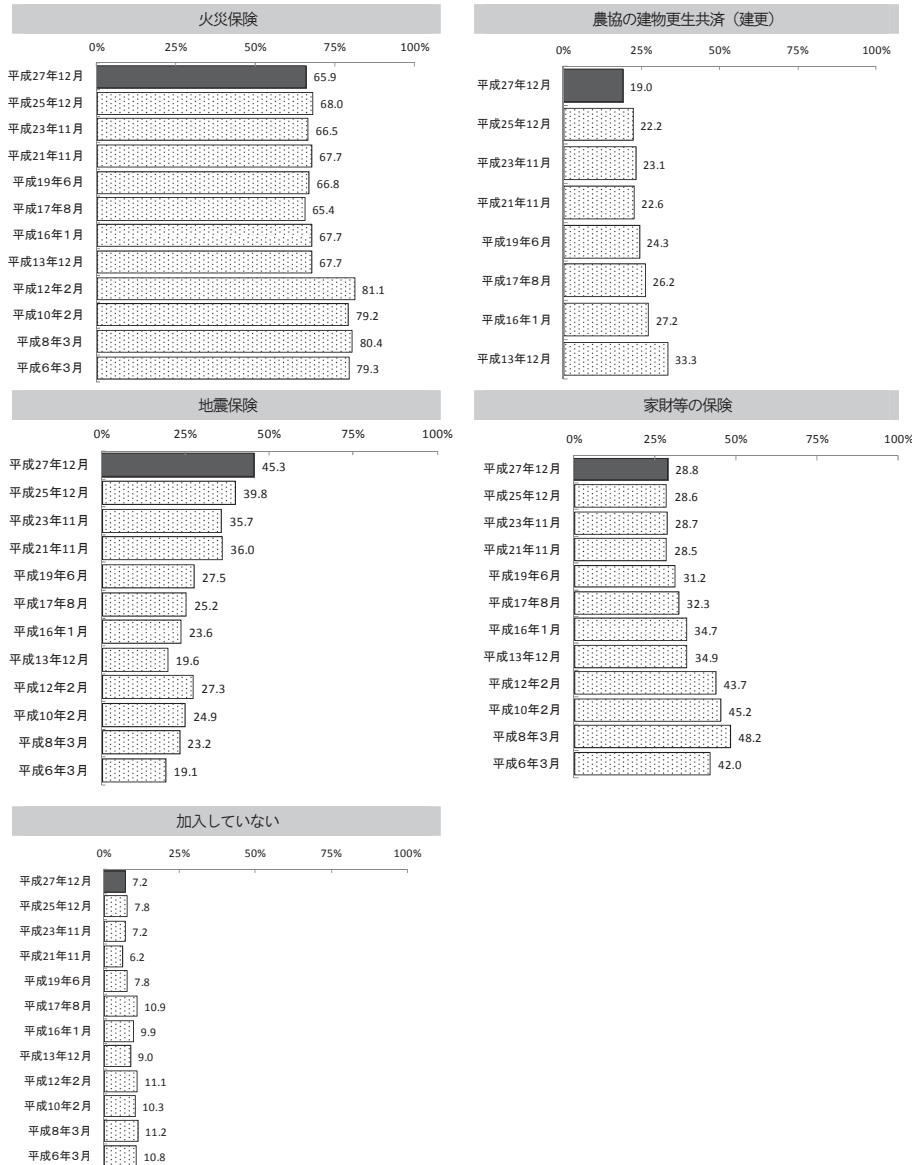 火災保険
0% 25% 50% 75% 100%
平成27年12月 65.9
平成25年12月 68.0
平成23年11月 66.5
平成21年11月 67.7
平成19年6月 66.8
平成17年8月 65.4
平成16年1月 67.7
平成13年12月 67.7
平成12年2月 81.1
平成10年2月 79.2
平成8年3月 80.4
平成6年3月 79.3
農協の建物更生共済（建更）
0% 25% 50% 75% 100%
平成27年12月 19.0
平成25年12月 22.2
平成23年11月 23.1
平成21年11月 22.6
平成19年6月 24.3
平成17年8月 26.2
平成16年1月 27.2
平成13年12月 33.3
地震保険
0% 25% 50% 75% 100%
平成27年12月 45.3
平成25年12月 39.8
平成23年11月 35.7
平成21年11月 36.0
平成19年6月 27.5
平成17年8月 25.2
平成16年1月 23.6
平成13年12月 19.6
平成12年2月 27.3
平成10年2月 24.9
平成8年3月 23.2
平成6年3月 19.1
家財等の保険
0% 25% 50% 75% 100%
平成27年12月 28.8
平成25年12月 28.6
平成23年11月 28.7
平成21年11月 28.5
平成19年6月 31.2
平成17年8月 32.3
平成16年1月 34.7
平成13年12月 34.9
平成12年2月 43.7
平成10年2月 45.2
平成8年3月 48.2
平成6年3月 42.0
加入していない
0% 25% 50% 75% 100%
平成27年12月 7.2
平成25年12月 7.8
平成23年11月 7.2
平成21年11月 6.2
平成19年6月 7.8
平成17年8月 10.9
平成16年1月 9.9
平成13年12月 9.0
平成12年2月 11.1
平成10年2月 10.3
平成8年3月 11.2
平成6年3月 10.8